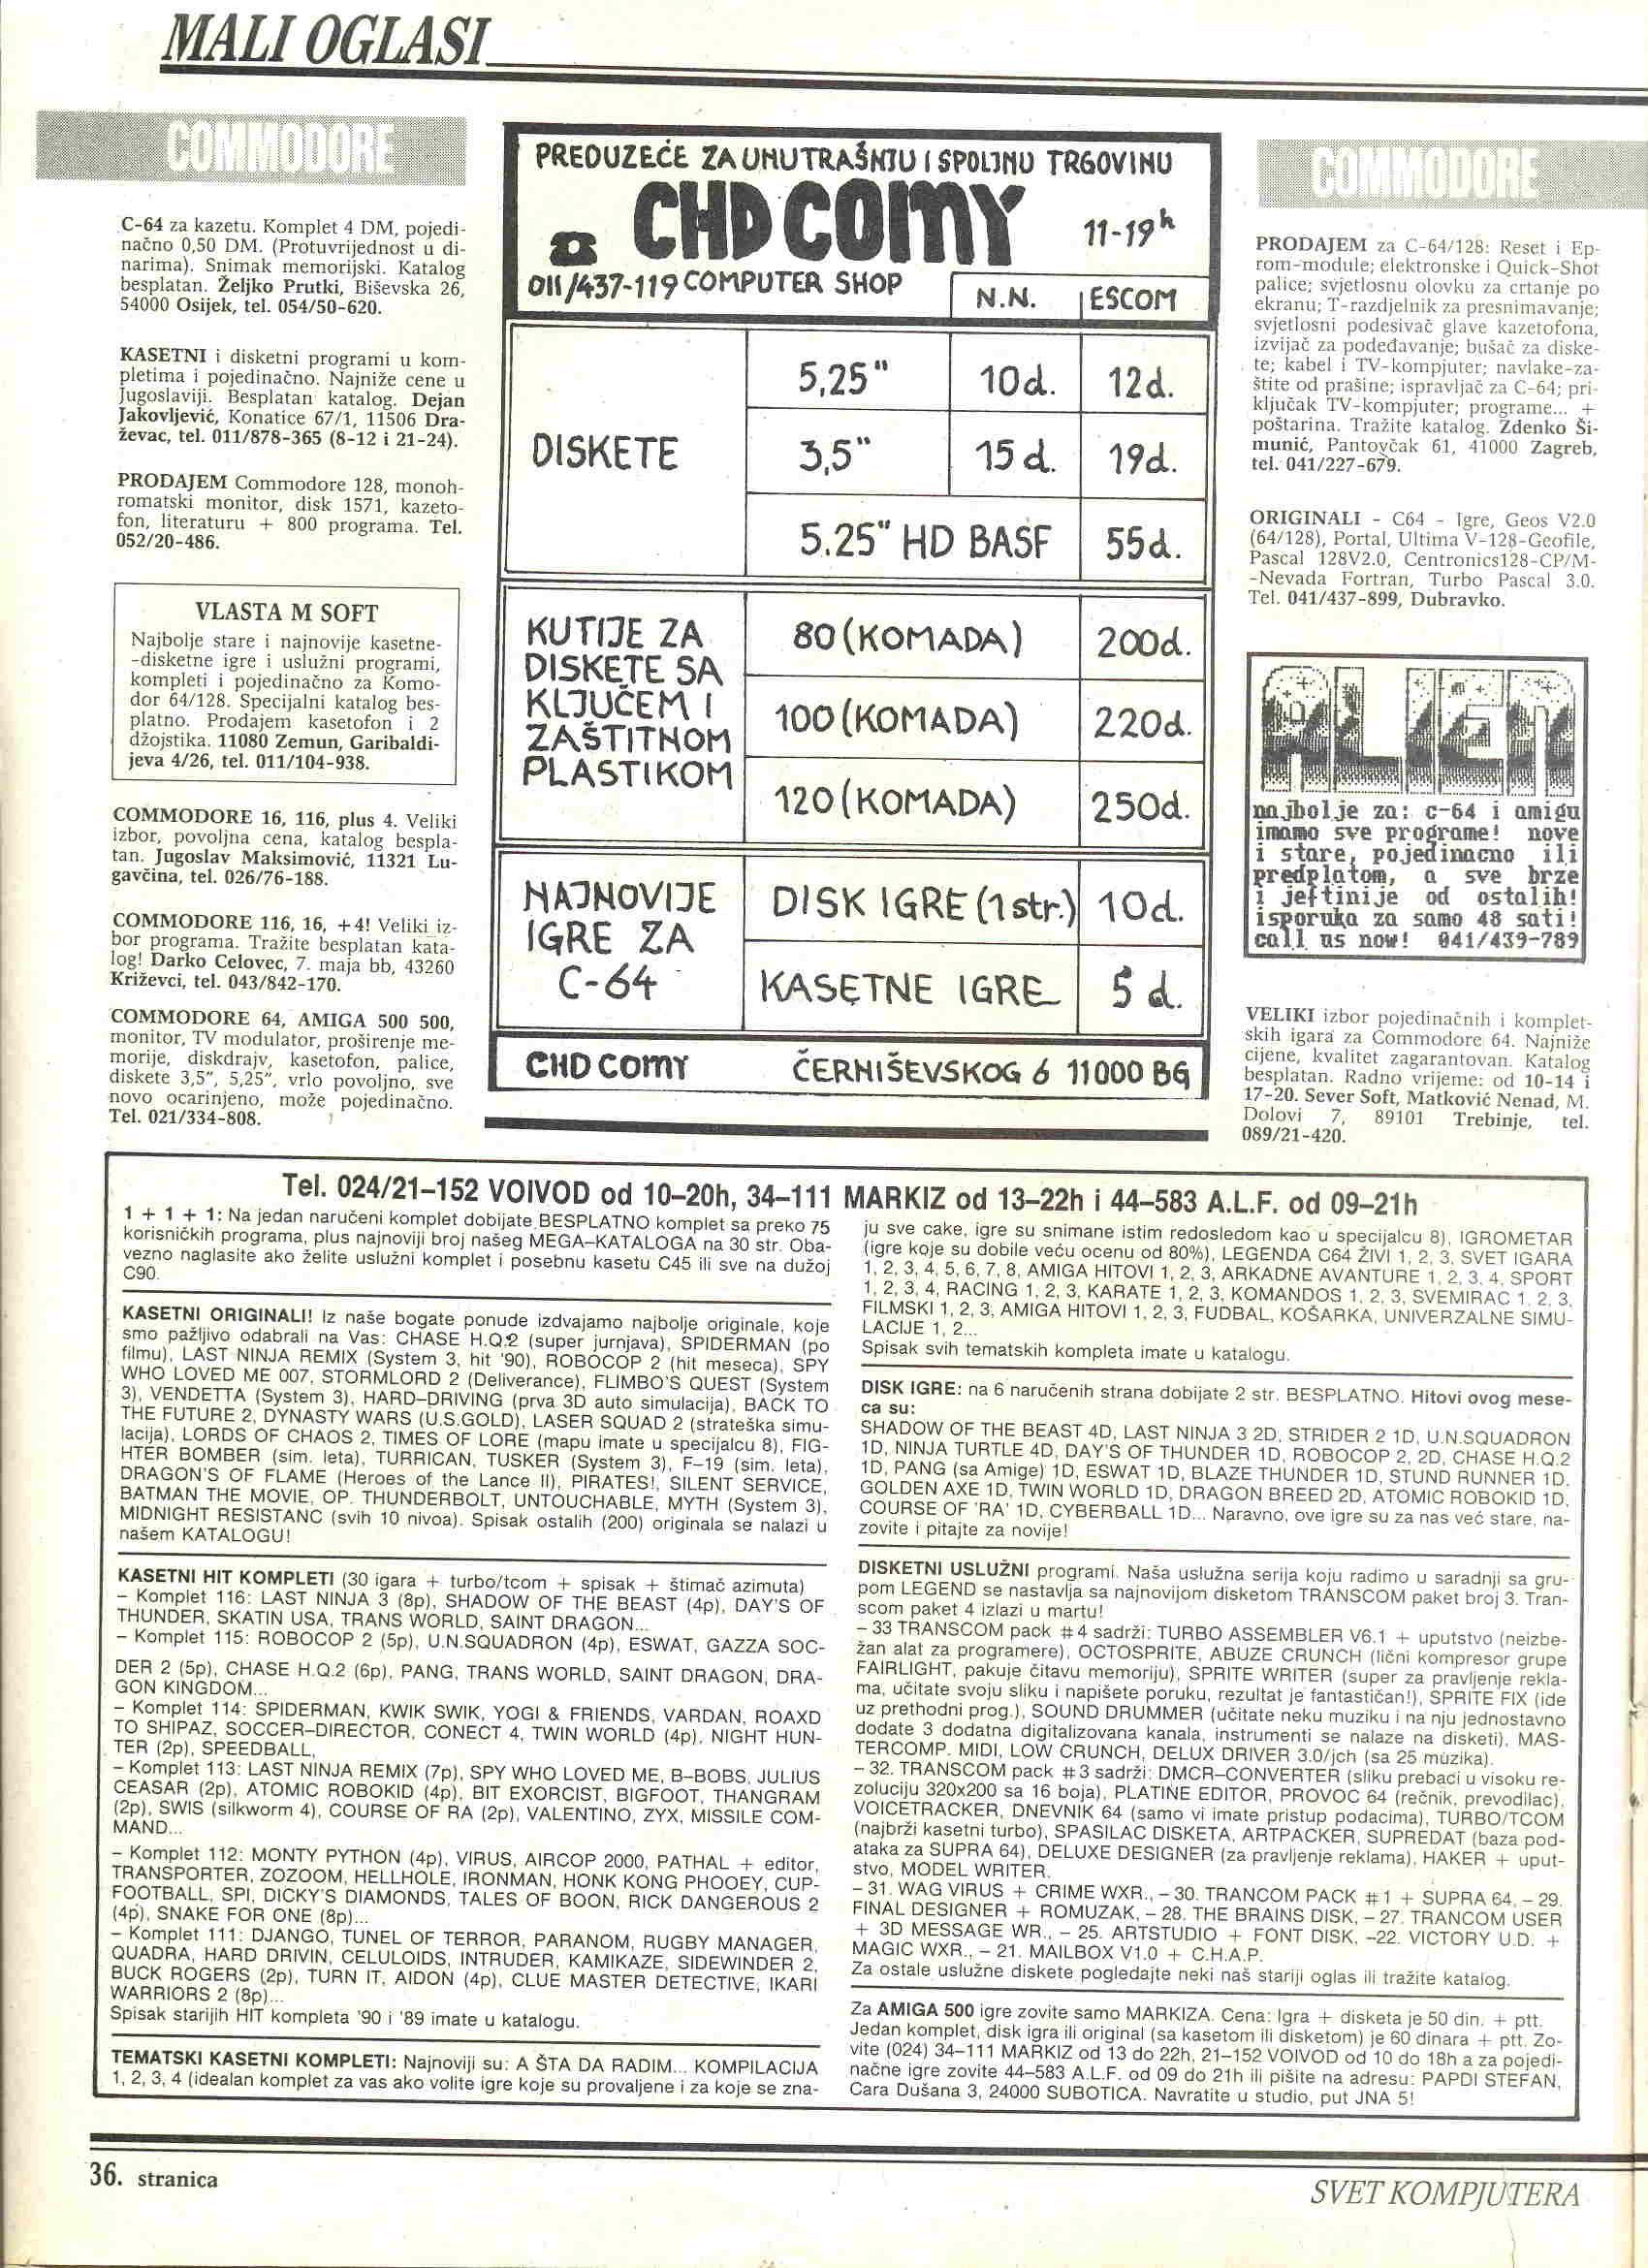 MALI OGLASI
COMMODORE
C-64 za kazetu. Komplet 4 DM, pojedi-
načno 0,50 DM. (Protuvrijednost u di-
narima). Snimak memorijski. Katalog
besplatan. Željko Prutki, Biševska 26,
54000 Osijek, tel. 054/50-620.
KASETNI i disketni programi u kom-
pletima i pojedinačno. Najniže cene u
Jugoslaviji. Besplatan katalog. Dejan
Jakovljević, Konatice 67/1, 11506 Dra-
ževac, tel. 011/878-365 (8-12 i 21-24).
PRODAJEM Commodore 128, monoh-
romatski monitor, disk 1571, kazeto-
fon, literaturu + 800 programa. Tel.
052/20-486.
VLASTA M SOFT
Najbolje stare i najnovije kasetne-
-disketne igre i uslužni programi,
kompleti i pojedinačno za Komo-
dor 64/128. Specijalni katalog bes-
platno. Prodajem kasetofon i 2
džojstika. 11080 Zemun, Garibaldi-
jeva 4/26, tel. 011/104-938.
COMMODORE 16, 116, plus 4. Veliki
izbor, povoljna cena, katalog bespla-
tan. Jugoslav Maksimović, 11321 Lu-
gavčina, tel. 026/76-188.
COMMODORE 116, 16, +4! Veliki iz-
bor programa. Tražite besplatan kata-
log! Darko Celovec, 7. maja bb, 43260
Križevci, tel. 043/842-170.
COMMODORE 64, AMIGA 500 500,
monitor, TV modulator, proširenje me-
morije, diskdrajv, kasetofon, palice,
diskete 3,5", 5,25", vrlo povoljno, sve
novo ocarinjeno, može pojedinačno.
Tel. 021/334-808.
PREDUZEĆE ZA UNUTRAŠNJU I SPOLJNU TRGOVINU
CHD COMY 11-19h
011/437-119 COMPUTER SHOP N.N. ESCOM
DISKETE
5,25" 10d. 12d.
3,5" 15d. 19d.
5.25" HD BASF 55d.
KUTIJE ZA
DISKETE SA
KLJUČEM I
ZAŠTITNOM
PLASTIKOM
80 (KOMADA) 200d.
100 (KOMADA) 220d.
120 (KOMADA) 250d.
NAJNOVIJE
IGRE ZA
C-64
DISK IGRE (1 str.) 10d.
KASETNE IGRE 5d.
CHD COMY ČERNIŠEVSKOG 6 11000 BG
COMMODORE
PRODAJEM za C-64/128: Reset i Ep-
rom-module; elektronske i Quick-Shot
palice; svjetlosnu olovku za crtanje po
ekranu; T-razdjelnik za presnimavanje;
svjetlosni podesivač glave kazetofona,
izvijač za podeđavanje; bušač za diske-
te; kabel i TV-kompjuter; navlake-za-
štite od prašine; ispravljač za C-64; pri-
ključak TV-kompjuter; programe... +
poštarina. Tražite katalog. Zdenko Ši-
munić, Pantovčak 61, 41000 Zagreb,
tel. 041/227-679.
ORIGINALI - C64 - Igre, Geos V2.0
(64/128), Portal, Ultima V-128-Geofile,
Pascal 128V2.0, Centronics128-CP/M-
-Nevada Fortran, Turbo Pascal 3.0.
Tel. 041/437-899, Dubravko.
ALIEN
najbolje za: c-64 i amigu
imamo sve programe! nove
i stare, pojedinacno ili
predplatom, a sve brze
i jeftinije od ostalih!
isporuka za samo 48 sati!
call us now! 041/439-789
VELIKI izbor pojedinačnih i komplet-
skih igara za Commodore 64. Najniže
cijene, kvalitet zagarantovan. Katalog
besplatan. Radno vrijeme: od 10-14 i
17-20. Sever Soft, Matković Nenad, M.
Dolovi 7, 89101 Trebinje, tel.
089/21-420.
Tel. 024/21-152 VOIVOD od 10-20h, 34-111 MARKIZ od 13-22h i 44-583 A.L.F. od 09-21h
1 + 1 + 1: Na jedan naručeni komplet dobijate BESPLATNO komplet sa preko 75
korisničkih programa, plus najnoviji broj našeg MEGA-KATALOGA na 30 str. Oba-
vezno naglasite ako želite uslužni komplet i posebnu kasetu C45 ili sve na dužoj
C90.
KASETNI ORIGINALI! Iz naše bogate ponude izdvajamo najbolje originale, koje
smo pažljivo odabrali na Vas: CHASE H.Q.2 (super jurnjava), SPIDERMAN (po
filmu), LAST NINJA REMIX (System 3, hit '90), ROBOCOP 2 (hit meseca), SPY
WHO LOVED ME 007, STORMLORD 2 (Deliverance), FLIMBO'S QUEST (System
3), VENDETTA (System 3), HARD-DRIVING (prva 3D auto simulacija), BACK TO
THE FUTURE 2, DYNASTY WARS (U.S.GOLD), LASER SQUAD 2 (strateška simu-
lacija), LORDS OF CHAOS 2, TIMES OF LORE (mapu imate u specijalcu 8), FIG-
HTER BOMBER (sim. leta), TURRICAN, TUSKER (System 3), F-19 (sim. leta),
DRAGON'S OF FLAME (Heroes of the Lance II), PIRATES!, SILENT SERVICE,
BATMAN THE MOVIE, OP. THUNDERBOLT, UNTOUCHABLE, MYTH (System 3),
MIDNIGHT RESISTANC (svih 10 nivoa). Spisak ostalih (200) originala se nalazi u
našem KATALOGU!
KASETNI HIT KOMPLETI (30 igara + turbo/tcom + spisak + štimač azimuta)
– Komplet 116: LAST NINJA 3 (8p), SHADOW OF THE BEAST (4p), DAY'S OF
THUNDER, SKATIN USA, TRANS WORLD, SAINT DRAGON...
– Komplet 115: ROBOCOP 2 (5p), U.N.SQUADRON (4p), ESWAT, GAZZA SOC-
DER 2 (5p), CHASE H.Q.2 (6p), PANG, TRANS WORLD, SAINT DRAGON, DRA-
GON KINGDOM...
– Komplet 114: SPIDERMAN, KWIK SWIK, YOGI & FRIENDS, VARDAN, ROAXD
TO SHIPAZ, SOCCER-DIRECTOR, CONECT 4, TWIN WORLD (4p), NIGHT HUN-
TER (2p), SPEEDBALL,
– Komplet 113: LAST NINJA REMIX (7p), SPY WHO LOVED ME, B-BOBS, JULIUS
CEASAR (2p), ATOMIC ROBOKID (4p), BIT EXORCIST, BIGFOOT, THANGRAM
(2p), SWIS (silkworm 4), COURSE OF RA (2p), VALENTINO, ZYX, MISSILE COM-
MAND...
– Komplet 112: MONTY PYTHON (4p), VIRUS, AIRCOP 2000, PATHAL + editor,
TRANSPORTER, ZOZOOM, HELLHOLE, IRONMAN, HONK KONG PHOOEY, CUP-
FOOTBALL, SPI, DICKY'S DIAMONDS, TALES OF BOON, RICK DANGEROUS 2
(4p), SNAKE FOR ONE (8p)...
– Komplet 111: DJANGO, TUNEL OF TERROR, PARANOM, RUGBY MANAGER,
QUADRA, HARD DRIVIN, CELULOIDS, INTRUDER, KAMIKAZE, SIDEWINDER 2,
BUCK ROGERS (2p), TURN IT, AIDON (4p), CLUE MASTER DETECTIVE, IKARI
WARRIORS 2 (8p)...
Spisak starijih HIT kompleta '90 i '89 imate u katalogu.
TEMATSKI KASETNI KOMPLETI: Najnoviji su: A ŠTA DA RADIM... KOMPILACIJA
1, 2, 3, 4 (idealan komplet za vas ako volite igre koje su provaljene i za koje se zna-
ju sve cake, igre su snimane istim redosledom kao u specijalcu 8), IGROMETAR
(igre koje su dobile veću ocenu od 80%), LEGENDA C64 ŽIVI 1, 2, 3, SVET IGARA
1, 2, 3, 4, 5, 6, 7, 8, AMIGA HITOVI 1, 2, 3, ARKADNE AVANTURE 1, 2, 3, 4, SPORT
1, 2, 3, 4, RACING 1, 2, 3, KARATE 1, 2, 3, KOMANDOS 1, 2, 3, SVEMIRAC 1, 2, 3,
FILMSKI 1, 2, 3, AMIGA HITOVI 1, 2, 3, FUDBAL, KOŠARKA, UNIVERZALNE SIMU-
LACIJE 1, 2...
Spisak svih tematskih kompleta imate u katalogu.
DISK IGRE: na 6 naručenih strana dobijate 2 str. BESPLATNO. Hitovi ovog mese-
ca su:
SHADOW OF THE BEAST 4D, LAST NINJA 3 2D, STRIDER 2 1D, U.N.SQUADRON
1D, NINJA TURTLE 4D, DAY'S OF THUNDER 1D, ROBOCOP 2, 2D, CHASE H.Q.2
1D, PANG (sa Amige) 1D, ESWAT 1D, BLAZE THUNDER 1D, STUND RUNNER 1D.
GOLDEN AXE 1D, TWIN WORLD 1D, DRAGON BREED 2D, ATOMIC ROBOKID 1D,
COURSE OF 'RA' 1D, CYBERBALL 1D... Naravno, ove igre su za nas već stare, na-
zovite i pitajte za novije!
DISKETNI USLUŽNI programi. Naša uslužna serija koju radimo u saradnji sa gru-
pom LEGEND se nastavlja sa najnovijom disketom TRANSCOM paket broj 3. Tran-
scom paket 4 izlazi u martu!
– 33 TRANSCOM pack #4 sadrži: TURBO ASSEMBLER V6.1 + uputstvo (neizbe-
žan alat za programere), OCTOSPRITE, ABUZE CRUNCH (lični kompresor grupe
FAIRLIGHT, pakuje čitavu memoriju), SPRITE WRITER (super za pravljenje rekla-
ma, učitate svoju sliku i napišete poruku, rezultat je fantastičan!), SPRITE FIX (ide
uz prethodni prog.), SOUND DRUMMER (učitate neku muziku i na nju jednostavno
dodate 3 dodatna digitalizovana kanala, instrumenti se nalaze na disketi), MAS-
TERCOMP. MIDI, LOW CRUNCH, DELUX DRIVER 3.0/jch (sa 25 muzika).
– 32. TRANSCOM pack #3 sadrži: DMCR-CONVERTER (sliku prebaci u visoku re-
zoluciju 320x200 sa 16 boja), PLATINE EDITOR, PROVOC 64 (rečnik, prevodilac),
VOICETRACKER, DNEVNIK 64 (samo vi imate pristup podacima), TURBO/TCOM
(najbrži kasetni turbo), SPASILAC DISKETA, ARTPACKER, SUPREDAT (baza pod-
ataka za SUPRA 64), DELUXE DESIGNER (za pravljenje reklama), HAKER + uput-
stvo, MODEL WRITER.
– 31. WAG VIRUS + CRIME WXR., – 30. TRANCOM PACK #1 + SUPRA 64, – 29.
FINAL DESIGNER + ROMUZAK, – 28. THE BRAINS DISK, – 27. TRANCOM USER
+ 3D MESSAGE WR., – 25. ARTSTUDIO + FONT DISK, –22. VICTORY U.D. +
MAGIC WXR., – 21. MAILBOX V1.0 + C.H.A.P.
Za ostale uslužne diskete pogledajte neki naš stariji oglas ili tražite katalog.
Za AMIGA 500 igre zovite samo MARKIZA. Cena: Igra + disketa je 50 din. + ptt.
Jedan komplet, disk igra ili original (sa kasetom ili disketom) je 60 dinara + ptt. Zo-
vite (024) 34-111 MARKIZ od 13 do 22h, 21-152 VOIVOD od 10 do 18h a za pojedi-
načne igre zovite 44-583 A.L.F. od 09 do 21h ili pišite na adresu: PAPDI STEFAN,
Cara Dušana 3, 24000 SUBOTICA. Navratite u studio, put JNA 5!
36. stranica
SVET KOMPJUTERA